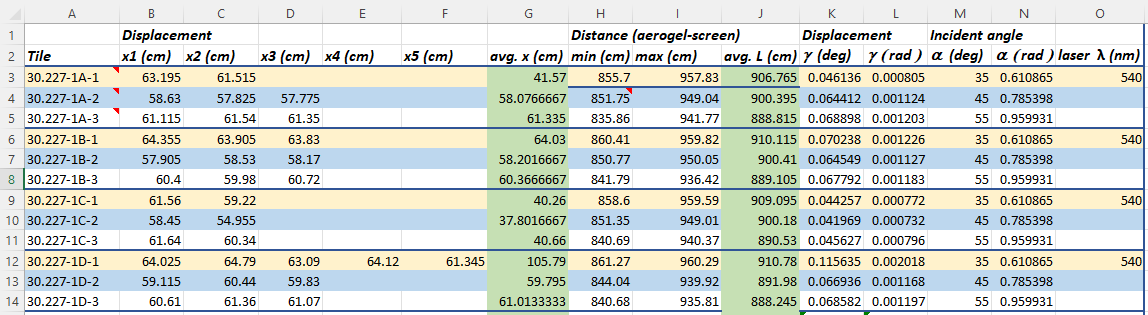 A B C D E F G H I J K L M N O
1 Displacement Distance (aerogel-screen) Displacement Incident angle
2 Tile x1 (cm) x2 (cm) x3 (cm) x4 (cm) x5 (cm) avg. x (cm) min (cm) max (cm) avg. L (cm) γ (deg) γ ( rad ) α (deg) α ( rad ) laser λ (nm)
3 30.227-1A-1 63.195 61.515 41.57 855.7 957.83 906.765 0.046136 0.000805 35 0.610865 540
4 30.227-1A-2 58.63 57.825 57.775 58.0766667 851.75 949.04 900.395 0.064412 0.001124 45 0.785398
5 30.227-1A-3 61.115 61.54 61.35 61.335 835.86 941.77 888.815 0.068898 0.001203 55 0.959931
6 30.227-1B-1 64.355 63.905 63.83 64.03 860.41 959.82 910.115 0.070238 0.001226 35 0.610865 540
7 30.227-1B-2 57.905 58.53 58.17 58.2016667 850.77 950.05 900.41 0.064549 0.001127 45 0.785398
8 30.227-1B-3 60.4 59.98 60.72 60.3666667 841.79 936.42 889.105 0.067792 0.001183 55 0.959931
9 30.227-1C-1 61.56 59.22 40.26 858.6 959.59 909.095 0.044257 0.000772 35 0.610865 540
10 30.227-1C-2 58.45 54.955 37.8016667 851.35 949.01 900.18 0.041969 0.000732 45 0.785398
11 30.227-1C-3 61.64 60.34 40.66 840.69 940.37 890.53 0.045627 0.000796 55 0.959931
12 30.227-1D-1 64.025 64.79 63.09 64.12 61.345 105.79 861.27 960.29 910.78 0.115635 0.002018 35 0.610865 540
13 30.227-1D-2 59.115 60.44 59.83 59.795 844.04 939.92 891.98 0.066936 0.001168 45 0.785398
14 30.227-1D-3 60.61 61.36 61.07 61.0133333 840.68 935.81 888.245 0.068582 0.001197 55 0.959931